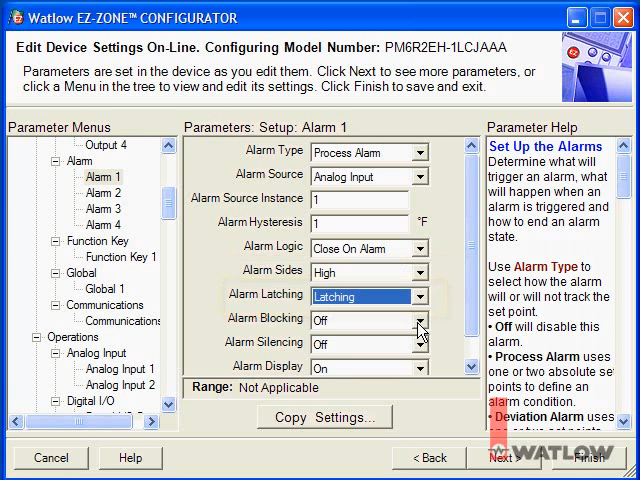 Watlow EZ-ZONE™ CONFIGURATOR
Edit Device Settings On-Line. Configuring Model Number: PM6R2EH-1LCJAAA
Parameters are set in the device as you edit them. Click Next to see more parameters, or
click a Menu in the tree to view and edit its settings. Click Finish to save and exit.
Parameter Menus
Output 4
Alarm
Alarm 1
Alarm 2
Alarm 3
Alarm 4
Function Key
Function Key 1
Global
Global 1
Communications
Communications
Operations
Analog Input
Analog Input 1
Analog Input 2
Digital I/O
Parameters: Setup: Alarm 1
Alarm Type Process Alarm
Alarm Source Analog Input
Alarm Source Instance 1
Alarm Hysteresis 1 °F
Alarm Logic Close On Alarm
Alarm Sides High
Alarm Latching Latching
Alarm Blocking Off
Alarm Silencing Off
Alarm Display On
Range: Not Applicable
Copy Settings...
Parameter Help
Set Up the Alarms
Determine what will
trigger an alarm, what
will happen when an
alarm is triggered and
how to end an alarm
state.
Use Alarm Type to
select how the alarm
will or will not track the
set point.
• Off will disable this
alarm.
• Process Alarm uses
one or two absolute set
points to define an
alarm condition.
• Deviation Alarm uses
one or two set points
Cancel
Help
< Back
Next >
Finish
WATLOW